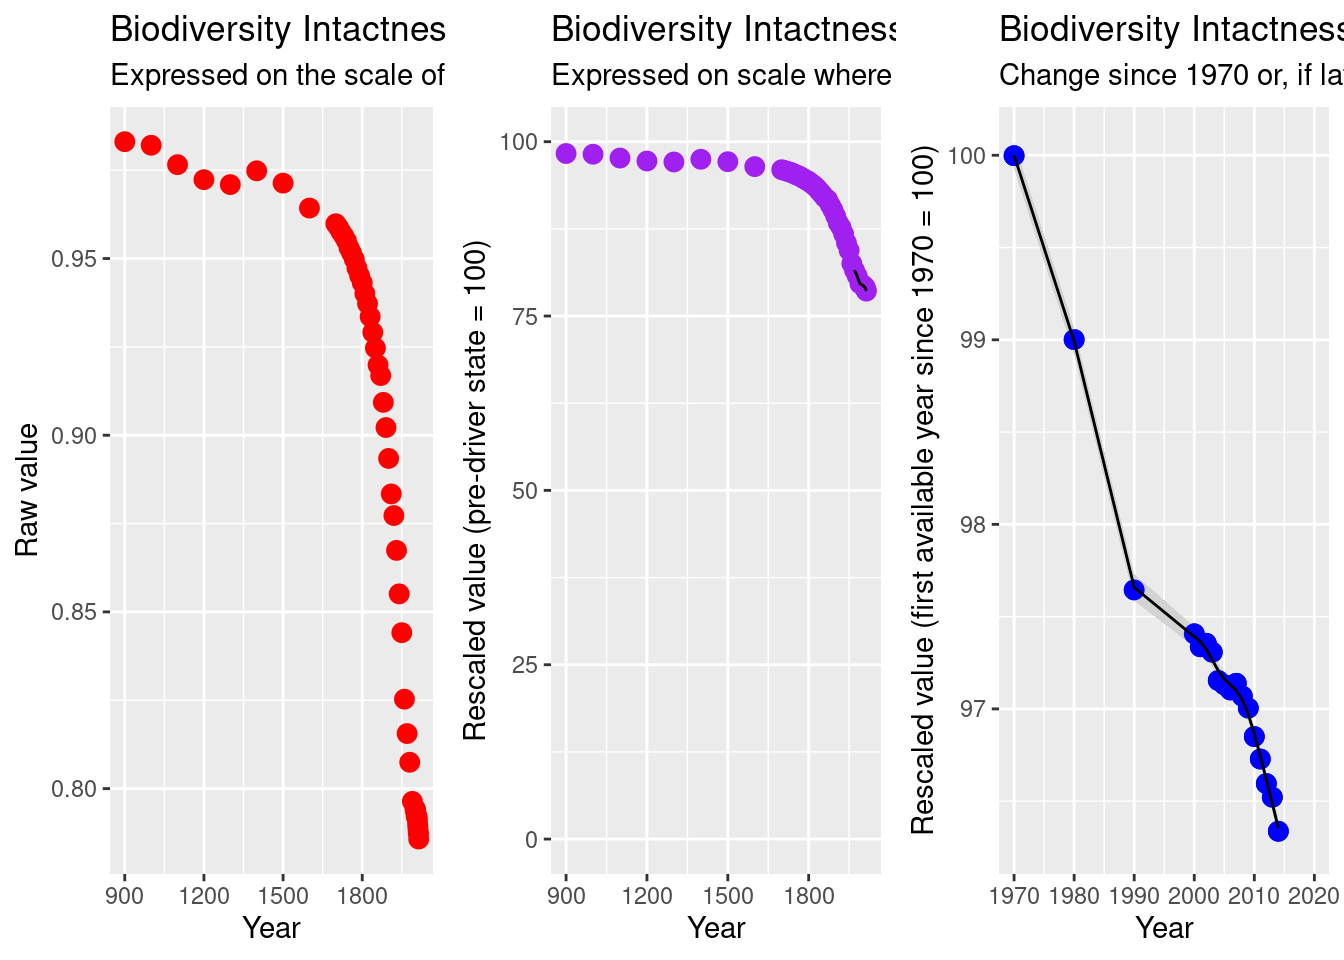 Biodiversity Intactnes
Expressed on the scale of
Raw value
0.95
0.90
0.85
0.80
900 1200 1500 1800
Year
Biodiversity Intactness
Expressed on scale where
Rescaled value (pre-driver state = 100)
100
75
50
25
0
900 1200 1500 1800
Year
Biodiversity Intactness
Change since 1970 or, if la
Rescaled value (first available year since 1970 = 100)
100
99
98
97
1970 1980 1990 2000 2010 2020
Year